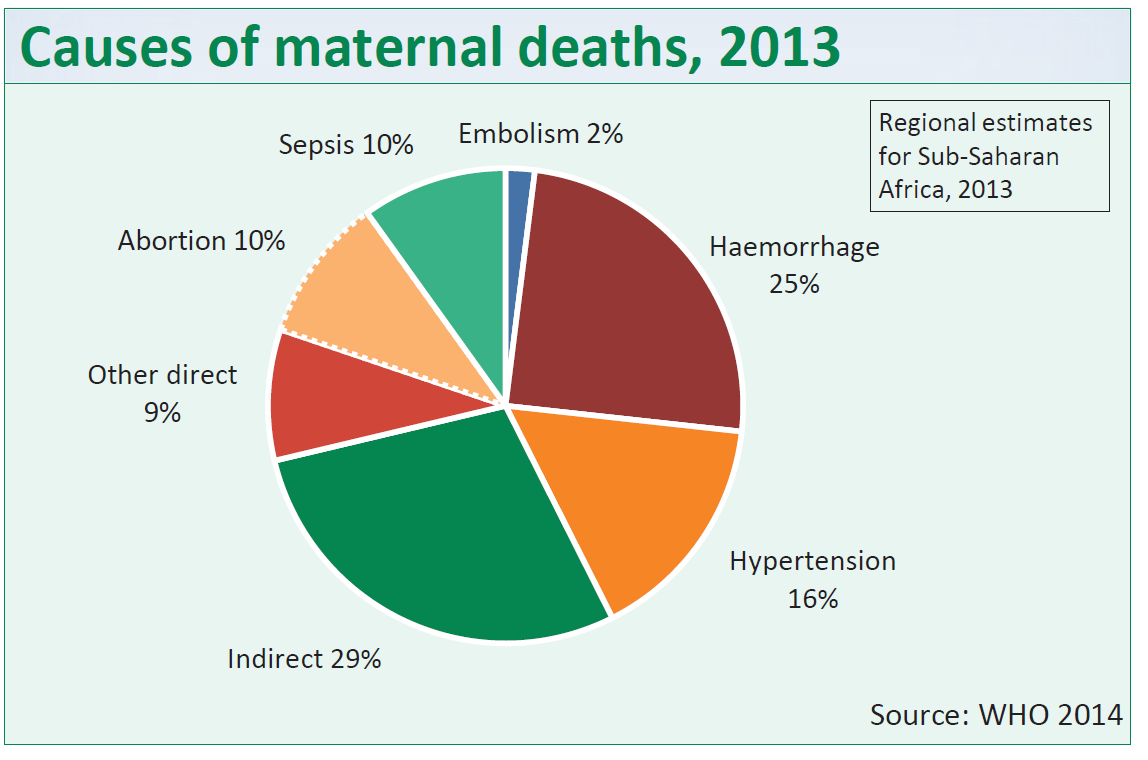 Causes of maternal deaths, 2013
Regional estimates
for Sub-Saharan
Africa, 2013
Embolism 2%
Sepsis 10%
Haemorrhage
25%
Abortion 10%
Other direct
9%
Hypertension
16%
Indirect 29%
Source: WHO 2014